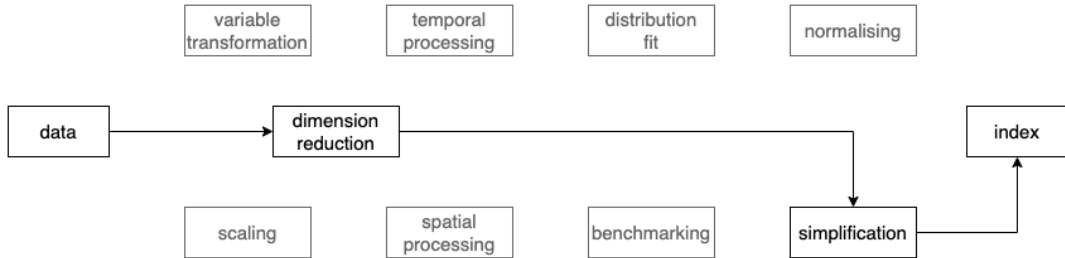 variable
transformation
temporal
processing
distribution
fit
normalising
data
dimension
reduction
index
scaling
spatial
processing
benchmarking
simplification